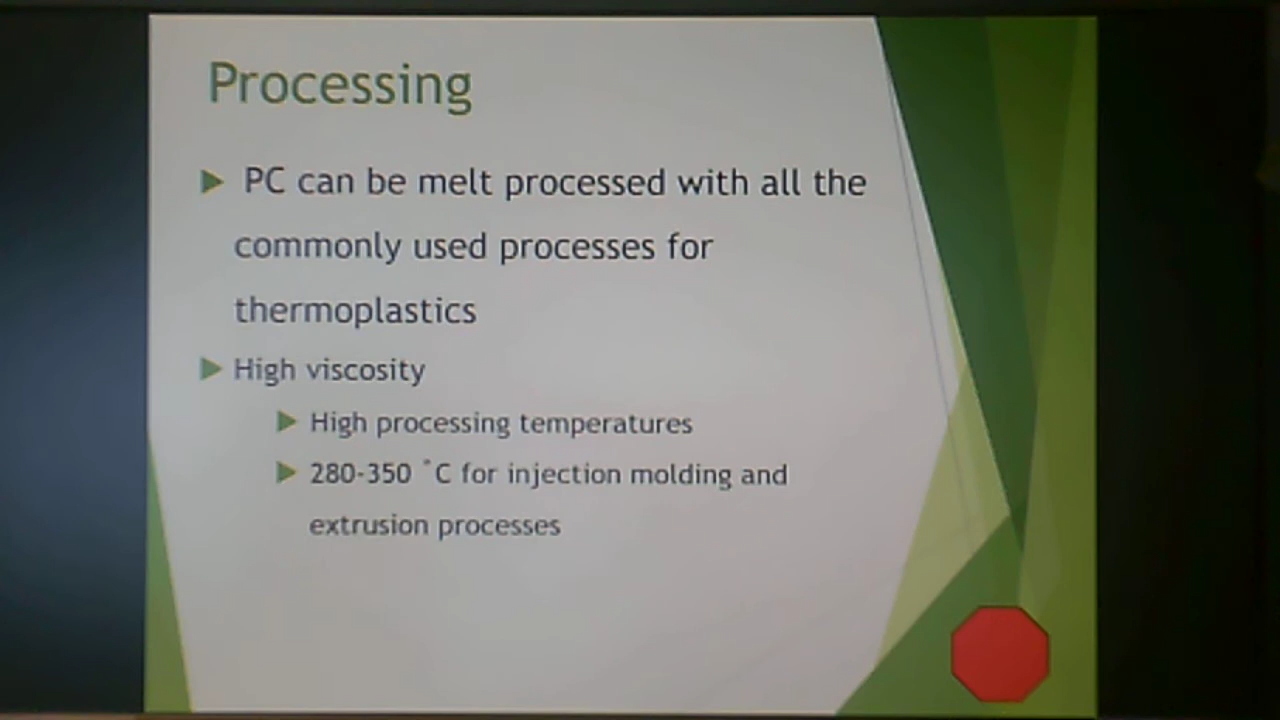 Processing
PC can be melt processed with all the
commonly used processes for
thermoplastics
High viscosity
High processing temperatures
280-350 °C for injection molding and
extrusion processes